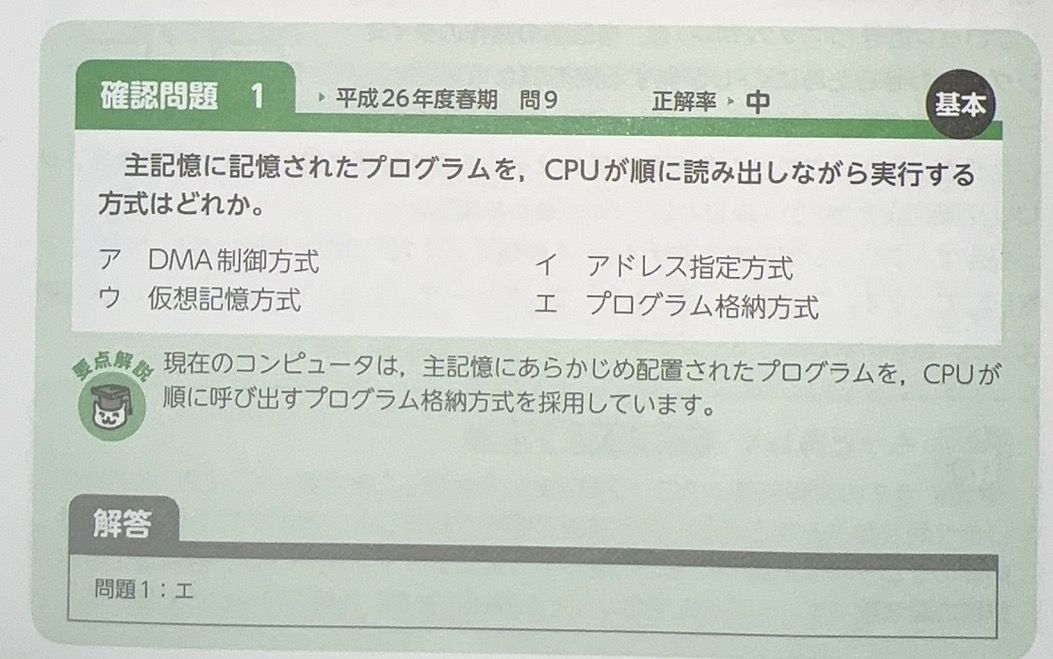 確認問題 1 ▶ 平成26年度春期 問9 正解率 ▶ 中 基本
主記憶に記憶されたプログラムを，CPUが順に読み出しながら実行する
方式はどれか。
ア DMA制御方式 イ アドレス指定方式
ウ 仮想記憶方式 エ プログラム格納方式
要点解説
現在のコンピュータは，主記憶にあらかじめ配置されたプログラムを，CPUが
順に呼び出すプログラム格納方式を採用しています。
解答
問題1：エ